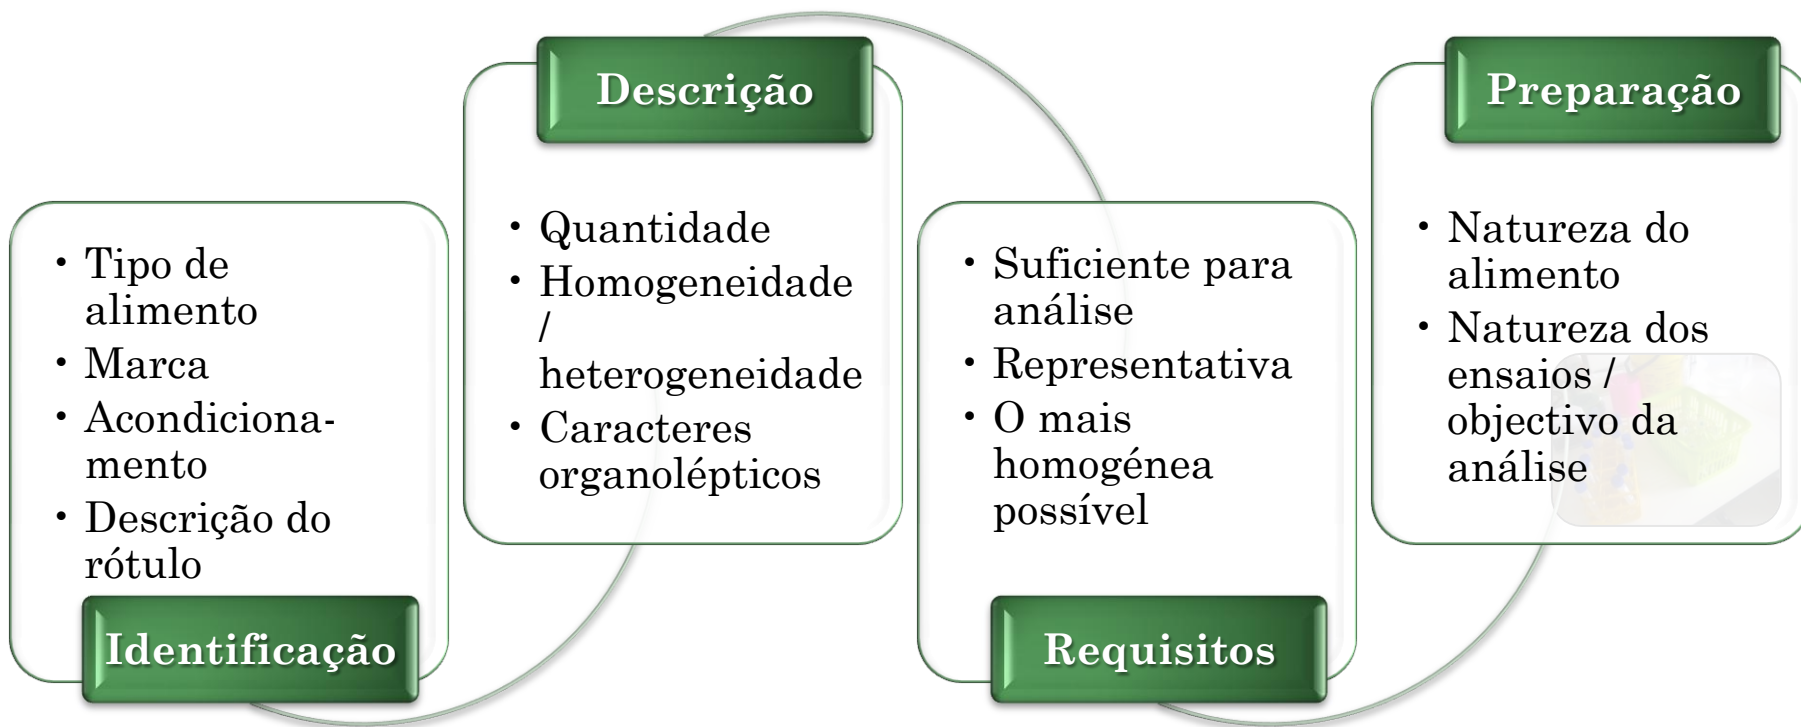 • Tipo de
alimento
• Marca
• Acondiciona-
mento
• Descrição do
rótulo
Identificação
Descrição
• Quantidade
• Homogeneidade
/
heterogeneidade
• Caracteres
organolépticos
• Suficiente para
análise
• Representativa
• O mais
homogénea
possível
Requisitos
Preparação
• Natureza do
alimento
• Natureza dos
ensaios /
objectivo da
análise